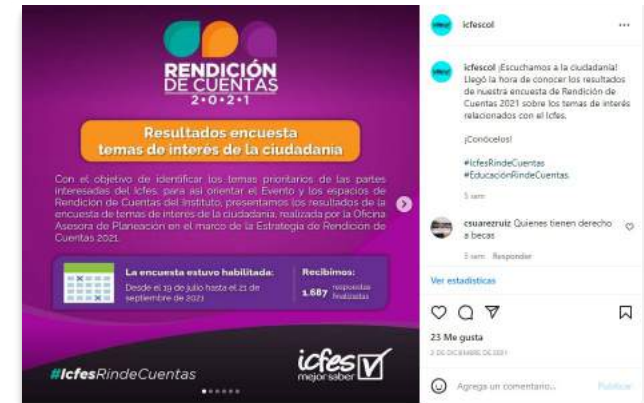 RENDICIÓN
DE CUENTAS
2•0•2•1
Resultados encuesta
temas de interés de la ciudadanía
Con el objetivo de identificar los temas prioritarios de las partes
interesadas del Icfes, para así orientar el Evento y los espacios de
Rendición de Cuentas del Instituto, presentamos los resultados de la
encuesta de temas de interés de la ciudadanía, realizada por la Oficina
Asesora de Planeación en el marco de la Estrategia de Rendición de
Cuentas 2021.
La encuesta estuvo habilitada:
Desde el 19 de julio hasta el 21 de
septiembre de 2021
Recibimos:
1.687 respuestas
finalizadas
#IcfesRindeCuentas
icfes
mejor saber
icfescol
icfescol ¡Escuchamos a la ciudadanía!
Llegó la hora de conocer los resultados
de nuestra encuesta de Rendición de
Cuentas 2021 sobre los temas de interés
relacionados con el Icfes.
¡Conócelos!
#IcfesRindeCuentas
#EducaciónRindeCuentas
5 sem
csuarezruiz Quienes tienen derecho
a becas
5 sem Responder
Ver estadísticas
23 Me gusta
2 DE DICIEMBRE DE 2021
Agrega un comentario...
Publicar